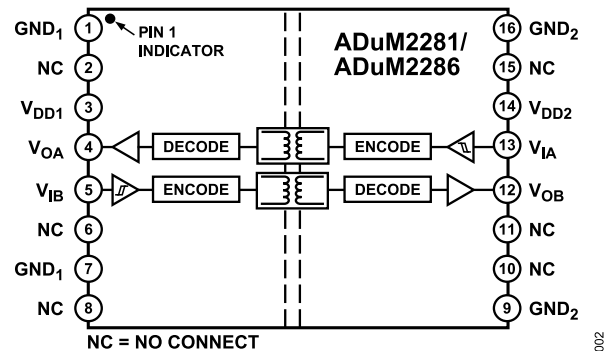 GND1 1 PIN 1 INDICATOR ADuM2281/ 16 GND2
NC 2 ADuM2286 15 NC
VDD1 3 14 VDD2
VOA 4 DECODE ENCODE 13 VIA
VIB 5 ENCODE DECODE 12 VOB
NC 6 11 NC
GND1 7 10 NC
NC 8 9 GND2
NC = NO CONNECT
002